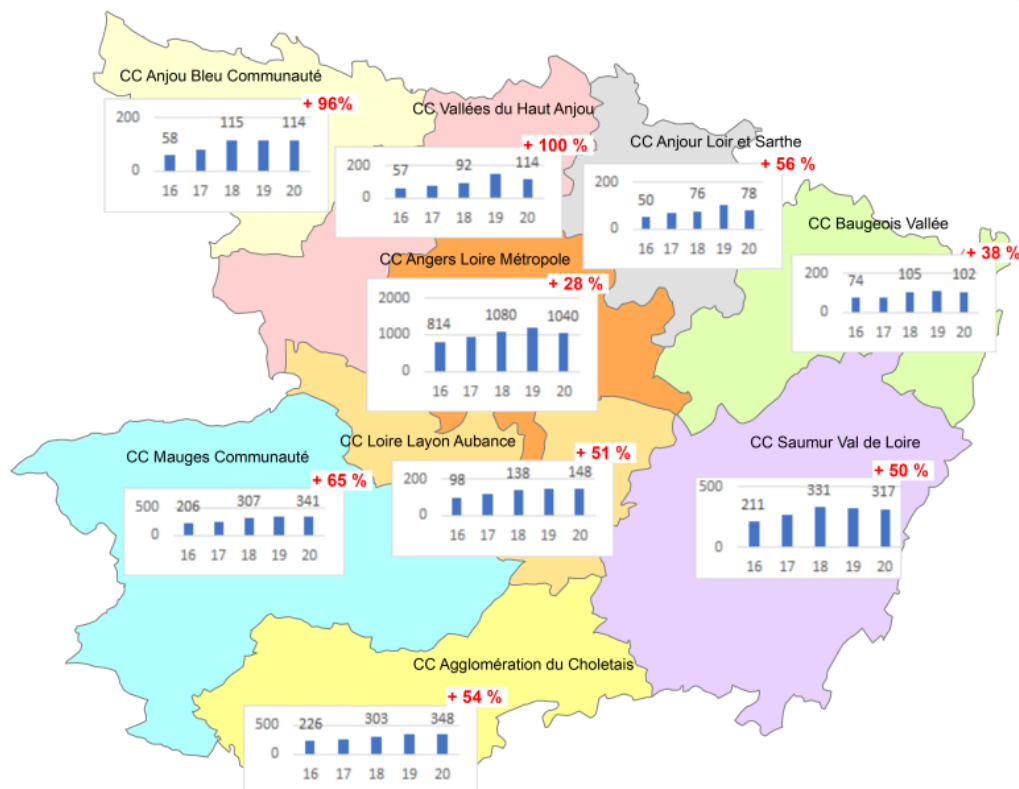 CC Anjou Bleu Communauté
+ 96%
200
58 115 114
0
16 17 18 19 20
CC Vallées du Haut Anjou
+ 100 %
200
57 92 114
0
16 17 18 19 20
CC Anjour Loir et Sarthe
+ 56 %
200
50 76 78
0
16 17 18 19 20
CC Baugeois Vallée
+ 38 %
200
74 105 102
0
16 17 18 19 20
CC Angers Loire Métropole
+ 28 %
2000
814 1080 1040
1000
0
16 17 18 19 20
CC Mauges Communauté
+ 65 %
500
206 307 341
0
16 17 18 19 20
CC Loire Layon Aubance
+ 51 %
200
98 138 148
0
16 17 18 19 20
CC Saumur Val de Loire
+ 50 %
500
211 331 317
0
16 17 18 19 20
CC Agglomération du Choletais
+ 54 %
500
226 303 348
0
16 17 18 19 20